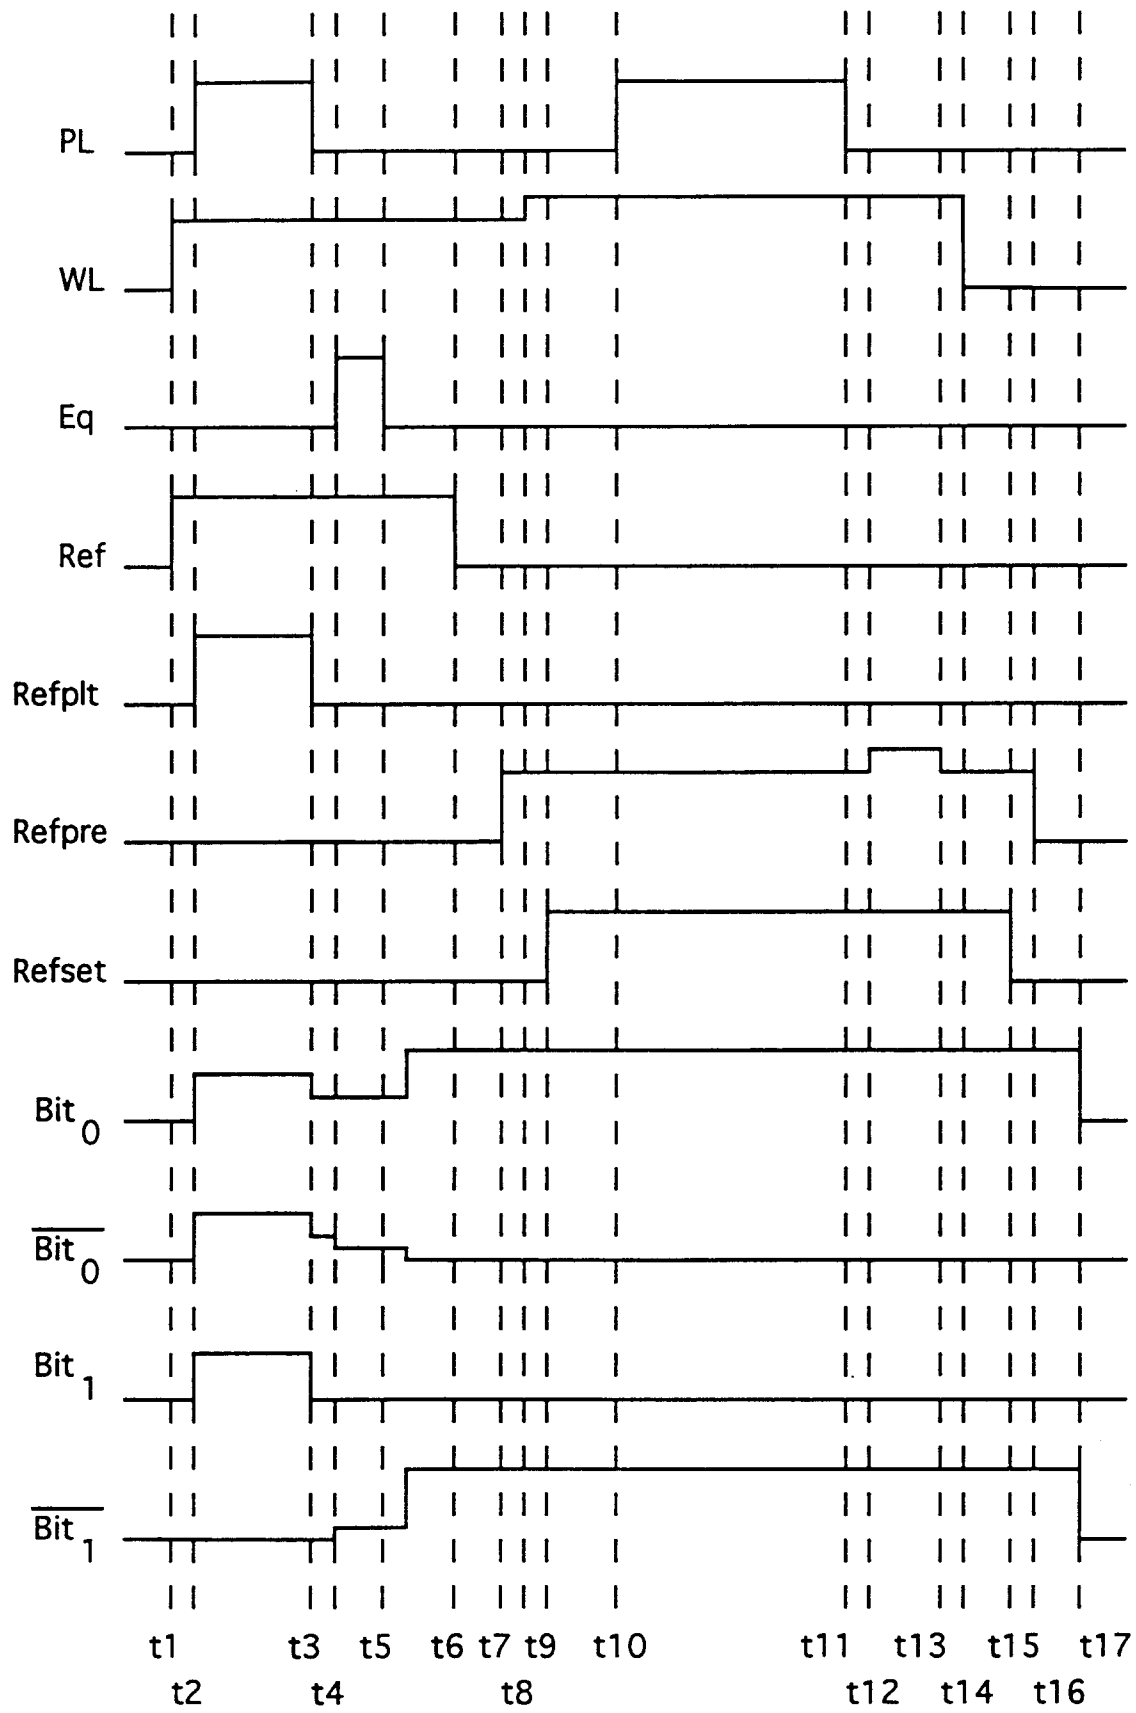 PL
WL
Eq
Ref
Refplt
Refpre
Refset
Bit 0
Bit 0
Bit 1
Bit 1
t1 t3 t5 t6 t7 t9 t10 t11 t13 t15 t17
t2 t4 t8 t12 t14 t16